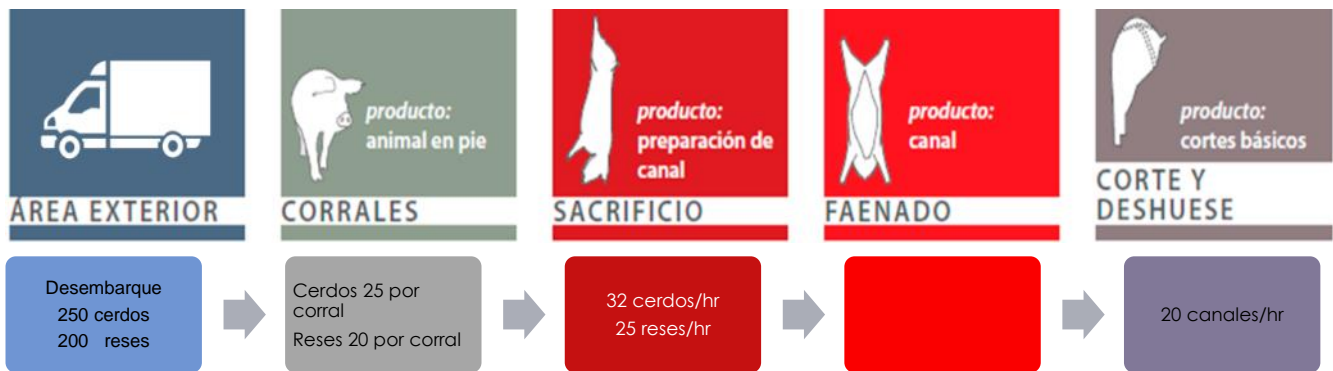 ÁREA EXTERIOR
producto:
animal en pie
CORRALES
producto:
preparación de
canal
SACRIFICIO
producto:
canal
FAENADO
producto:
cortes básicos
CORTE Y
DESHUESE
Desembarque
250 cerdos
200 reses
Cerdos 25 por
corral
Reses 20 por corral
32 cerdos/hr
25 reses/hr
20 canales/hr